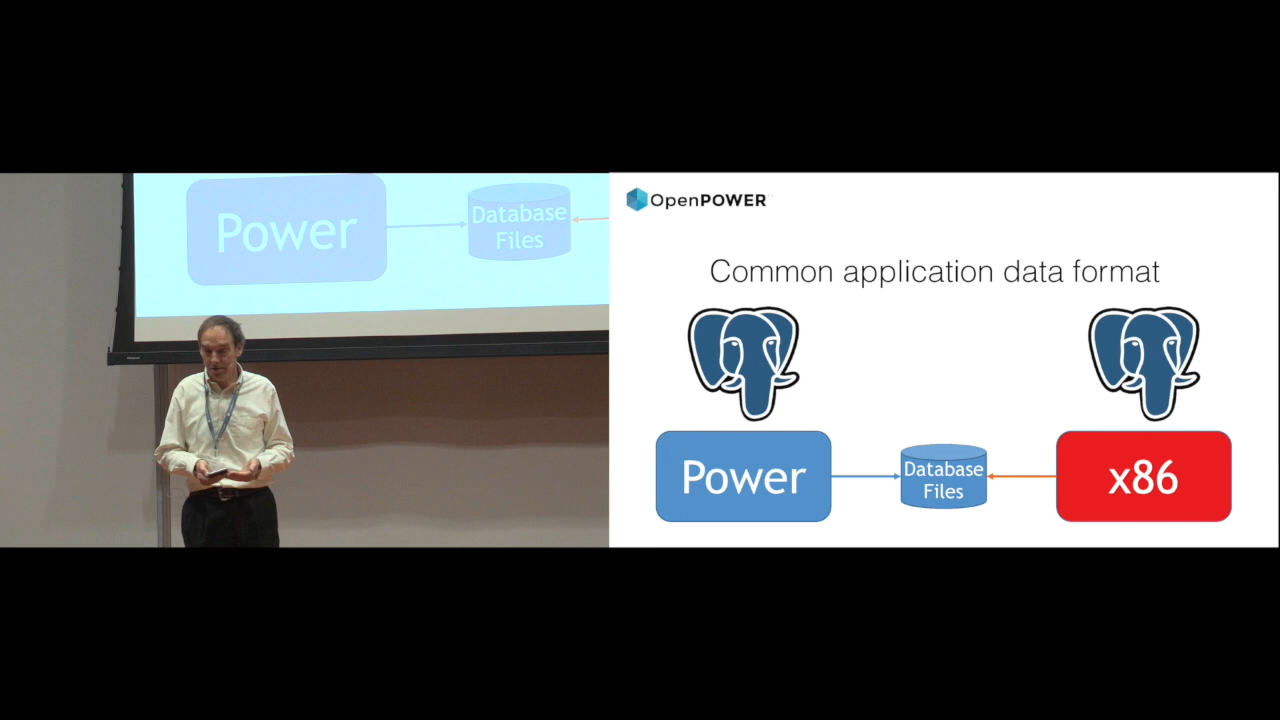 Power
Database
Files
OpenPOWER
Common application data format
Power
Database
Files
x86